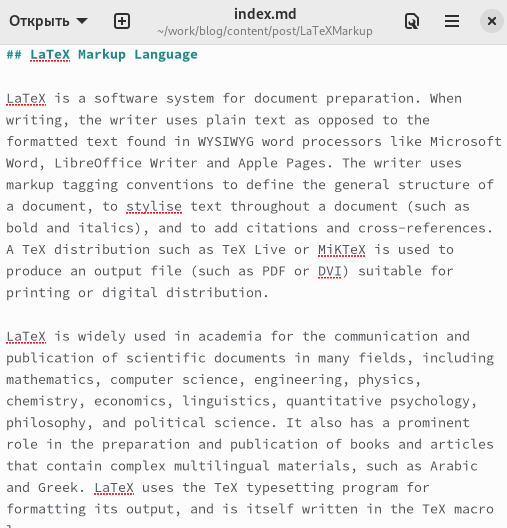 Открыть
index.md
~/work/blog/content/post/LaTeXMarkup
## LaTeX Markup Language
LaTeX is a software system for document preparation. When
writing, the writer uses plain text as opposed to the
formatted text found in WYSIWYG word processors like Microsoft
Word, LibreOffice Writer and Apple Pages. The writer uses
markup tagging conventions to define the general structure of
a document, to stylise text throughout a document (such as
bold and italics), and to add citations and cross-references.
A TeX distribution such as TeX Live or MiKTeX is used to
produce an output file (such as PDF or DVI) suitable for
printing or digital distribution.
LaTeX is widely used in academia for the communication and
publication of scientific documents in many fields, including
mathematics, computer science, engineering, physics,
chemistry, economics, linguistics, quantitative psychology,
philosophy, and political science. It also has a prominent
role in the preparation and publication of books and articles
that contain complex multilingual materials, such as Arabic
and Greek. LaTeX uses the TeX typesetting program for
formatting its output, and is itself written in the TeX macro